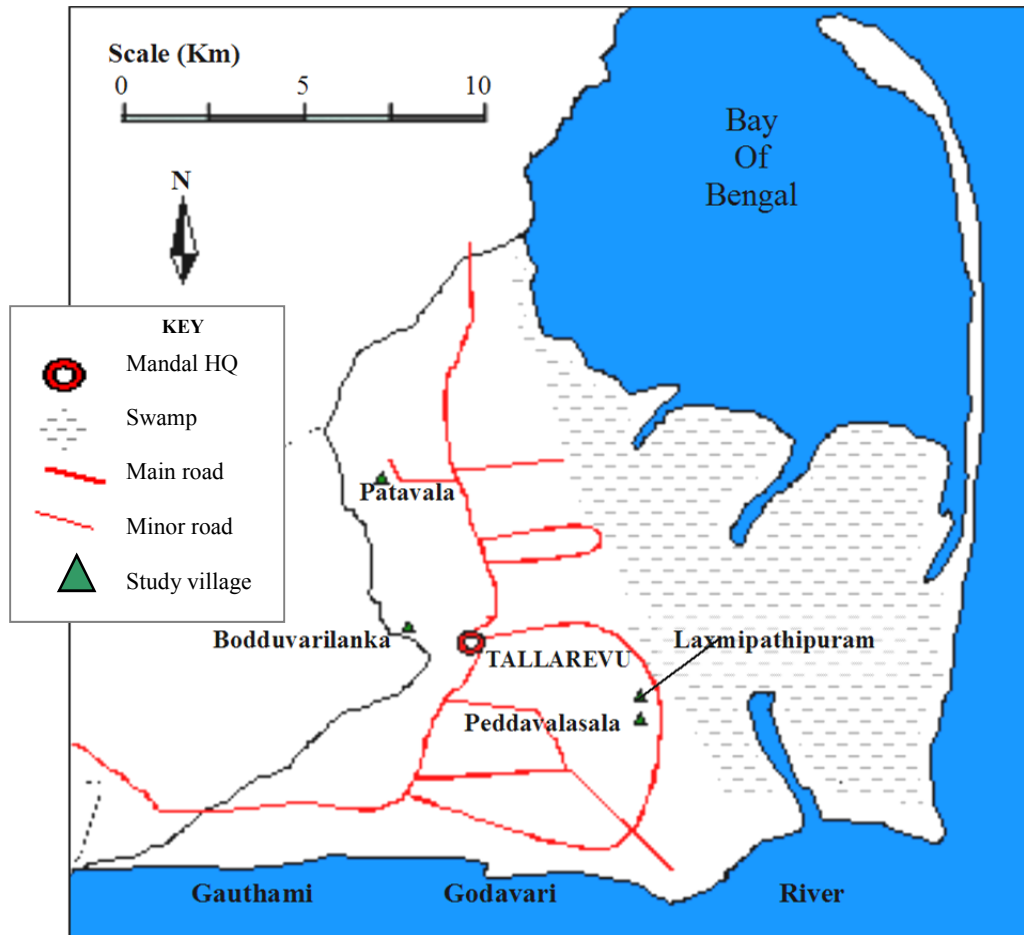 Scale (Km)
0 5 10
Bay
Of
Bengal
N
KEY
Mandal HQ
Swamp
Main road
Minor road
Study village
Patavala
Bodduvarilanka
TALLAREVU
Laxmipathipuram
Peddavalasala
Gauthami Godavari River